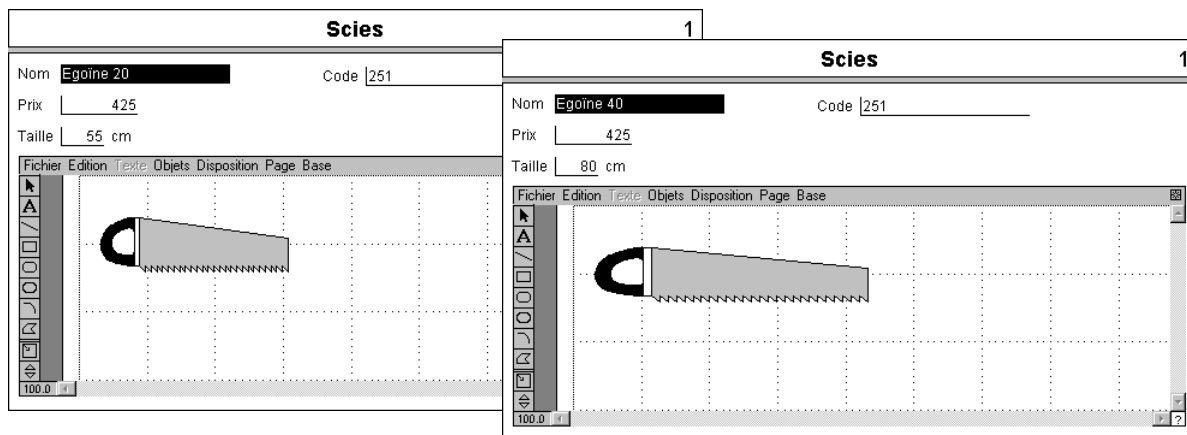 Scies 1
Nom Egoïne 20 Code 251
Prix 425
Taille 55 cm
Fichier Edition Texte Objets Disposition Page Base
100.0
Scies 1
Nom Egoïne 40 Code 251
Prix 425
Taille 80 cm
Fichier Edition Texte Objets Disposition Page Base
A
A
100.0 ?